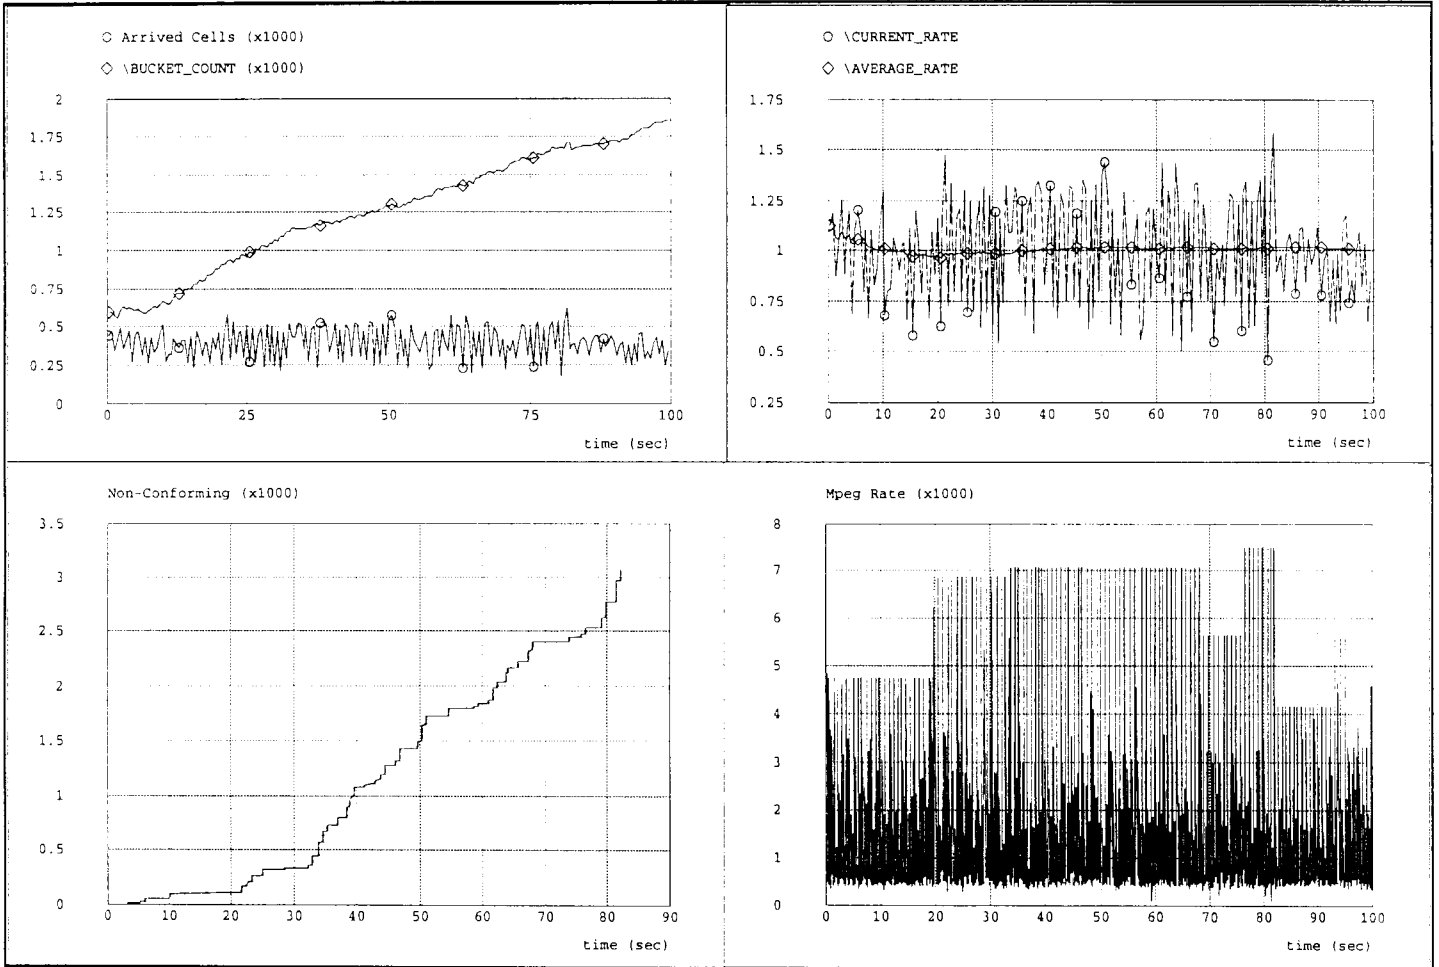 Arrived Cells (x1000)
\BUCKET_COUNT (x1000)
2
1.75
1.5
1.25
1
0.75
0.5
0.25
0
0 25 50 75 100
time (sec)
\CURRENT_RATE
\AVERAGE_RATE
1.75
1.5
1.25
1
0.75
0.5
0.25
0 10 20 30 40 50 60 70 80 90 100
time (sec)
Non-Conforming (x1000)
3.5
3
2.5
2
1.5
1
0.5
0
0 10 20 30 40 50 60 70 80 90
time (sec)
Mpeg Rate (x1000)
8
7
6
5
4
3
2
1
0
0 10 20 30 40 50 60 70 80 90 100
time (sec)